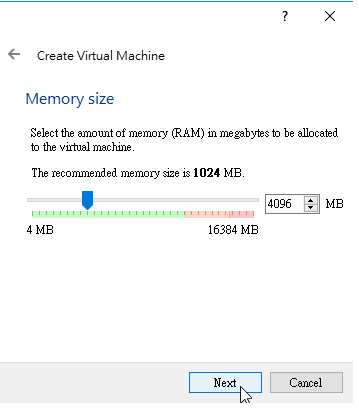 ?
Create Virtual Machine
Memory size
Select the amount of memory (RAM) in megabytes to be allocated
to the virtual machine.
The recommended memory size is 1024 MB.
4096 MB
4 MB 16384 MB
Next Cancel